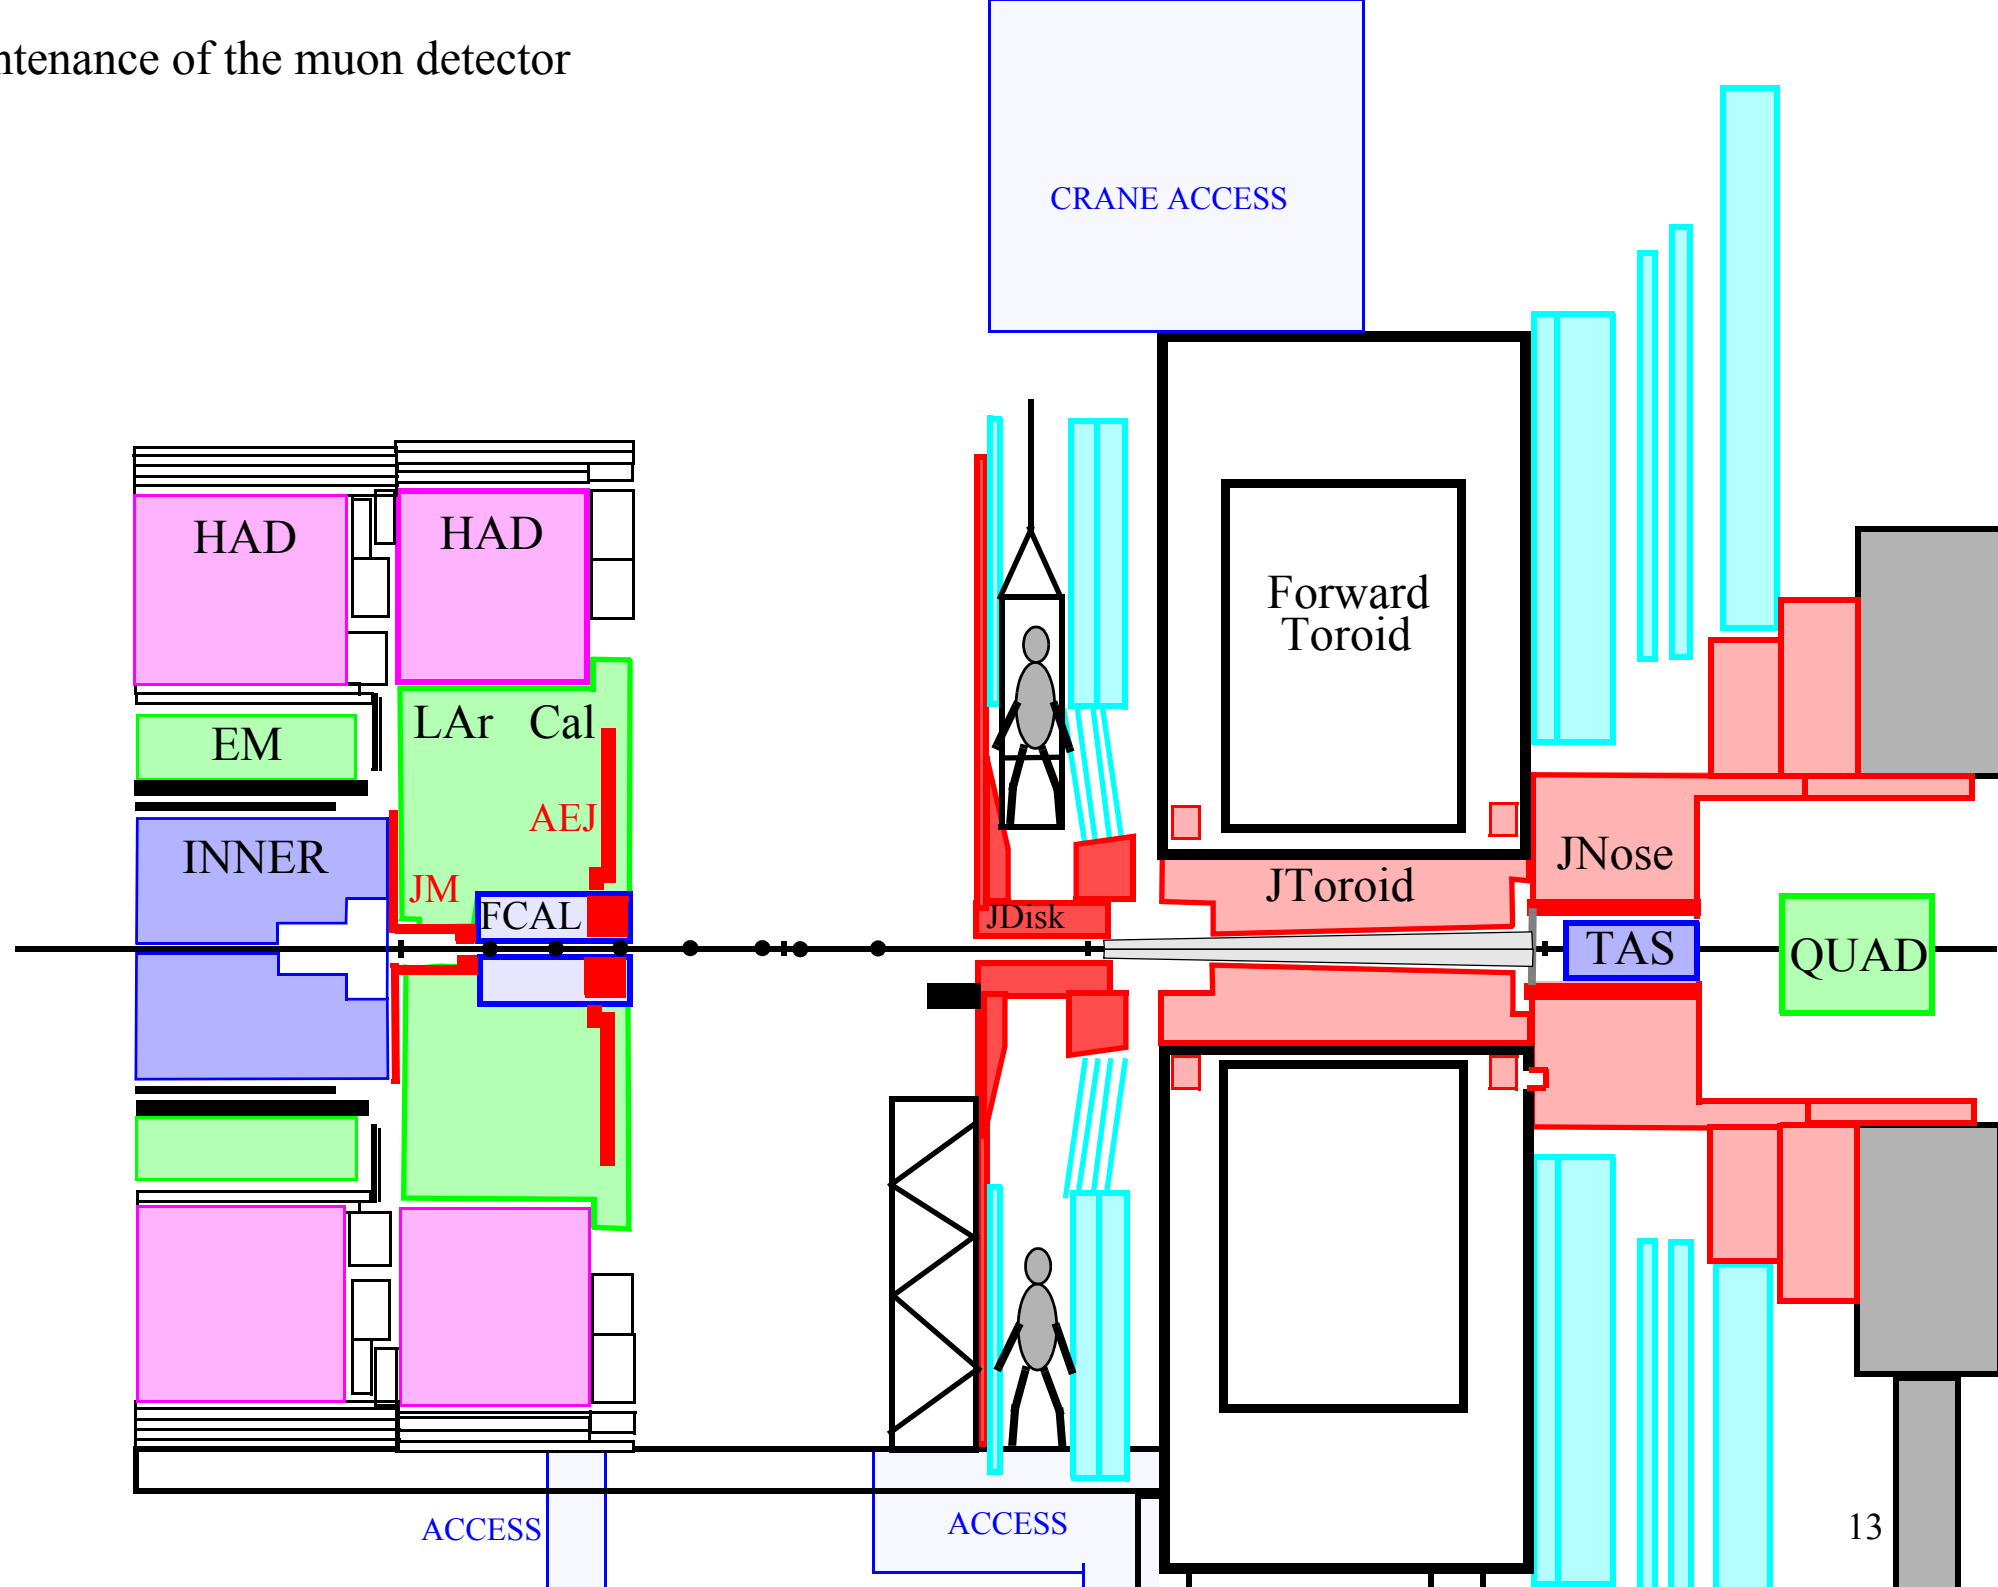 ntenance of the muon detector
CRANE ACCESS
HAD
HAD
Forward
Toroid
LAr Cal
EM
AEJ
INNER
JNose
JM
JToroid
FCAL
JDisk
TAS
QUAD
ACCESS
ACCESS
13